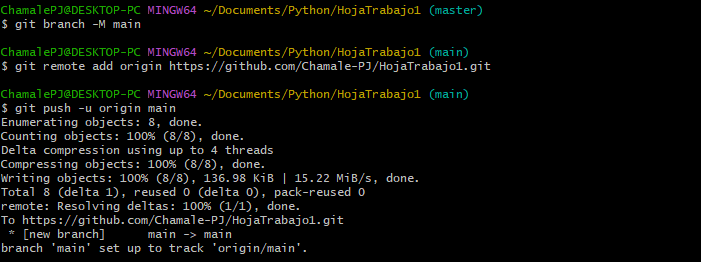 ChamalePJ@DESKTOP-PC MINGW64 ~/Documents/Python/HojaTrabajo1 (master)
$ git branch -M main
ChamalePJ@DESKTOP-PC MINGW64 ~/Documents/Python/HojaTrabajo1 (main)
$ git remote add origin https://github.com/Chamale-PJ/HojaTrabajo1.git
ChamalePJ@DESKTOP-PC MINGW64 ~/Documents/Python/HojaTrabajo1 (main)
$ git push -u origin main
Enumerating objects: 8, done.
Counting objects: 100% (8/8), done.
Delta compression using up to 4 threads
Compressing objects: 100% (8/8), done.
Writing objects: 100% (8/8), 136.98 KiB | 15.22 MiB/s, done.
Total 8 (delta 1), reused 0 (delta 0), pack-reused 0
remote: Resolving deltas: 100% (1/1), done.
To https://github.com/Chamale-PJ/HojaTrabajo1.git
 * [new branch]      main -> main
branch 'main' set up to track 'origin/main'.